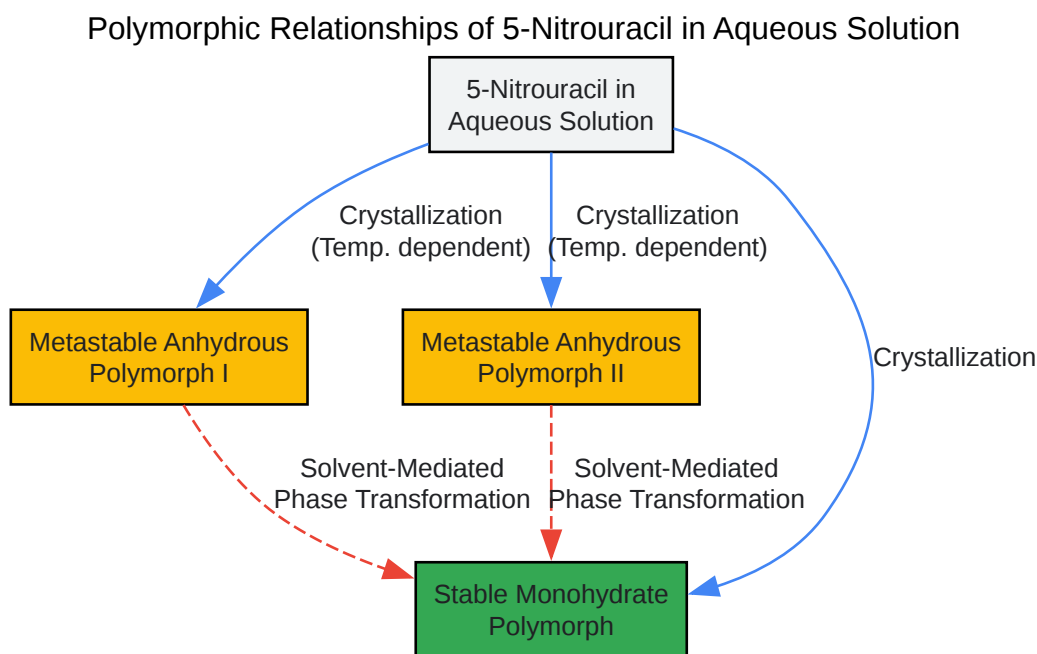 Polymorphic Relationships of 5-Nitrouracil in Aqueous Solution
5-Nitrouracil in
Aqueous Solution
Crystallization
(Temp. dependent)
Crystallization
(Temp. dependent)
Metastable Anhydrous
Polymorph I
Metastable Anhydrous
Polymorph II
Crystallization
Solvent-Mediated
Phase Transformation
Solvent-Mediated
Phase Transformation
Stable Monohydrate
Polymorph